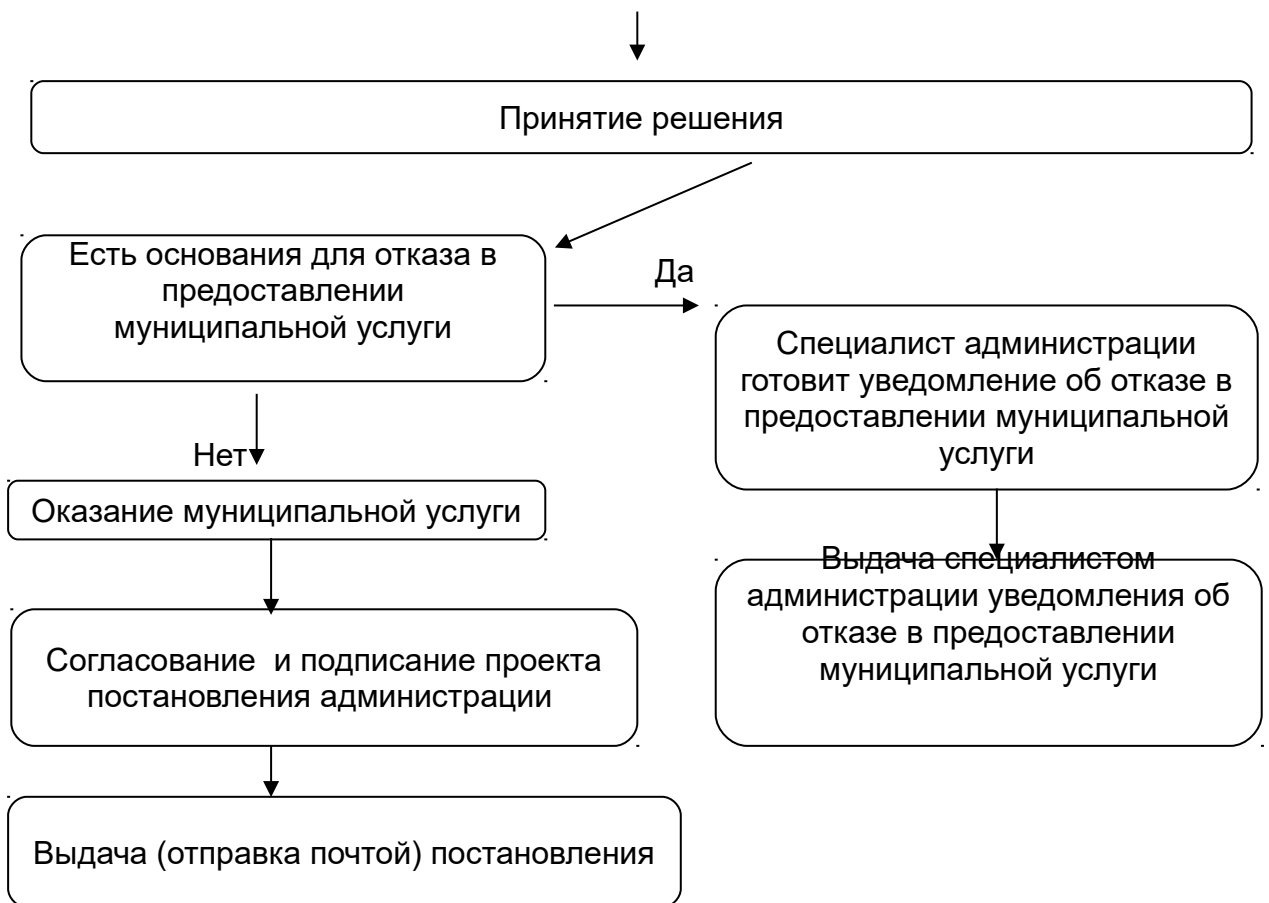 Принятие решения
Есть основания для отказа в
предоставлении
муниципальной услуги
Да
Специалист администрации
готовит уведомление об отказе в
предоставлении муниципальной
услуги
Нет
Оказание муниципальной услуги
Выдача специалистом
администрации уведомления об
отказе в предоставлении
муниципальной услуги
Согласование и подписание проекта
постановления администрации
Выдача (отправка почтой) постановления